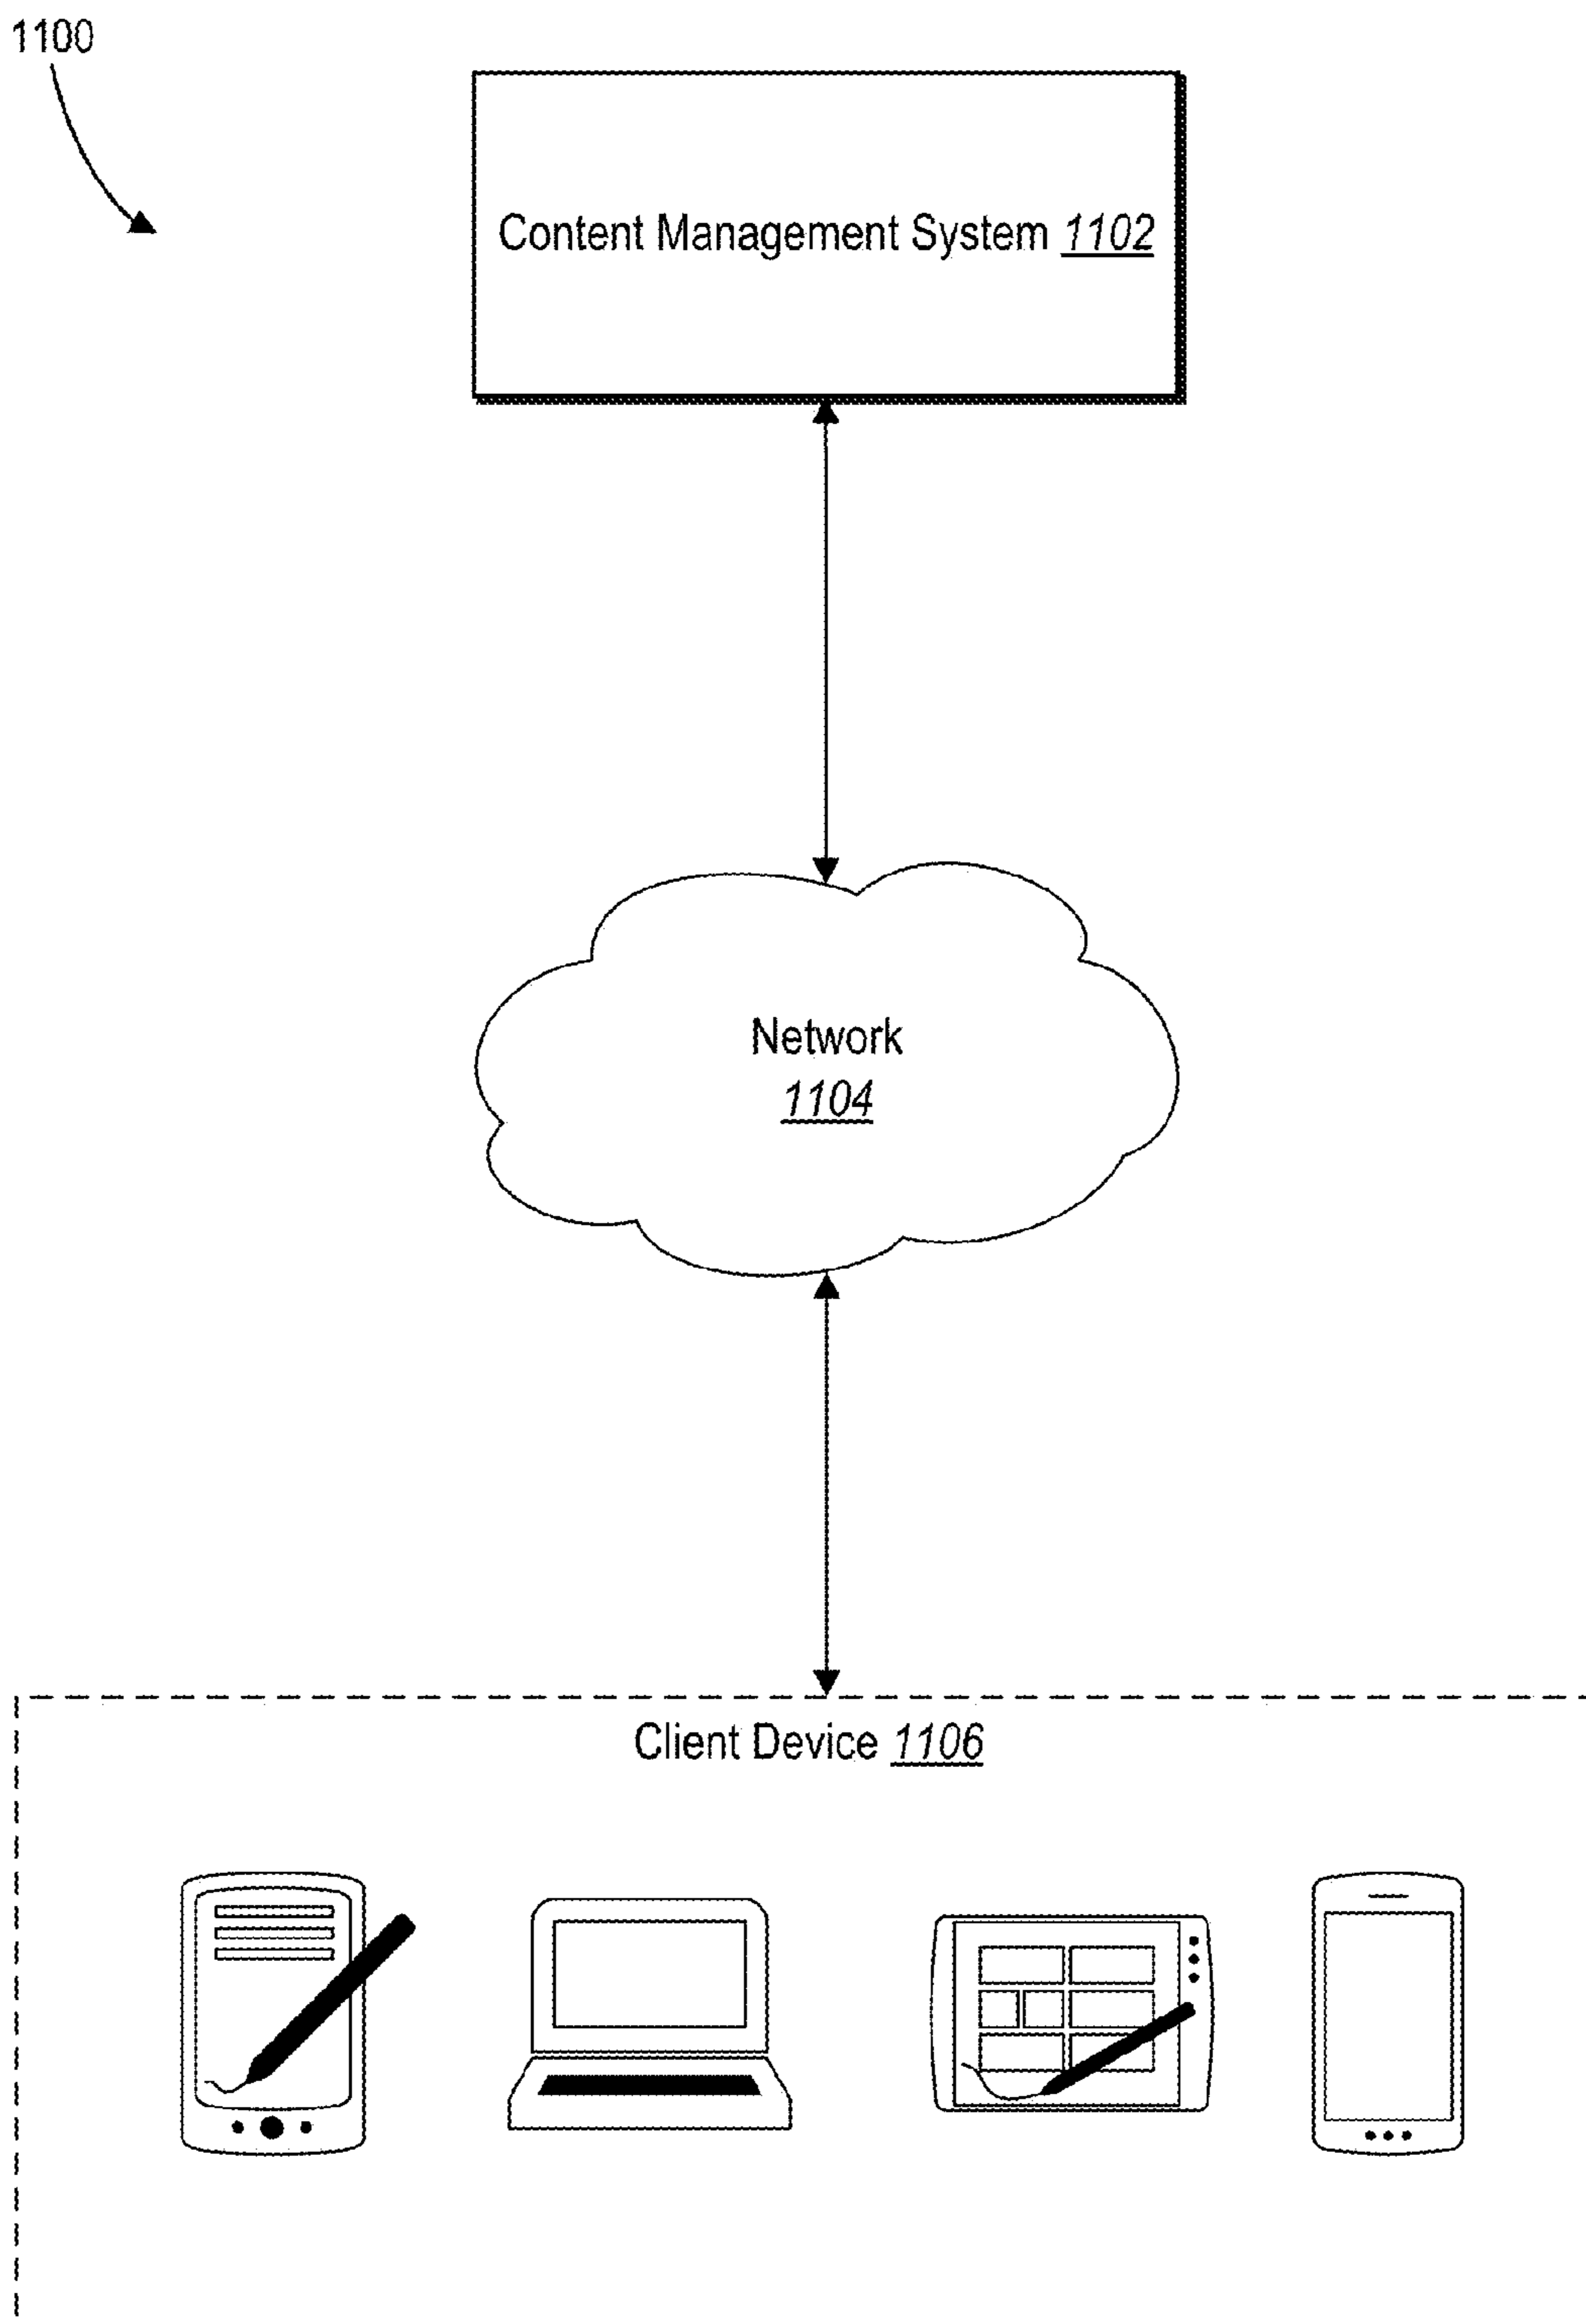 1100
Content Management System 1102
Network
1104
Client Device 1106